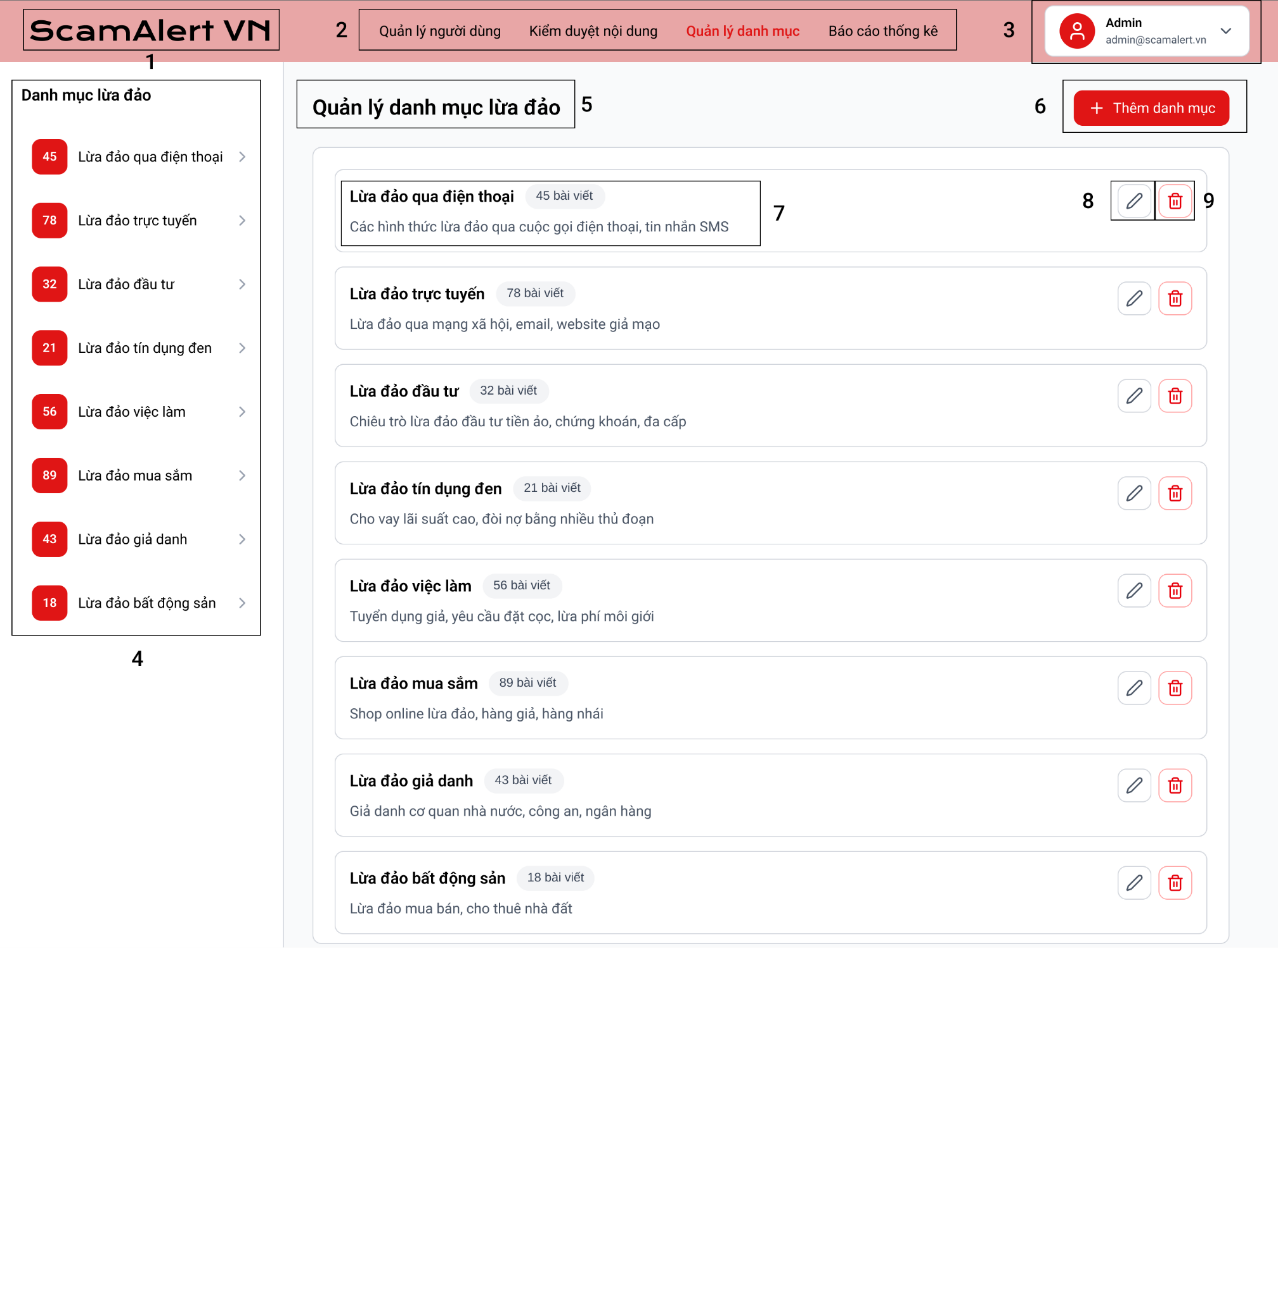 ScamAlert VN
1
2
Quản lý người dùng
Kiểm duyệt nội dung
Quản lý danh mục
Báo cáo thống kê
3
Admin
admin@scamalert.vn
Danh mục lừa đảo
45 Lừa đảo qua điện thoại
78 Lừa đảo trực tuyến
32 Lừa đảo đầu tư
21 Lừa đảo tín dụng đen
56 Lừa đảo việc làm
89 Lừa đảo mua sắm
43 Lừa đảo giả danh
18 Lừa đảo bất động sản
4
Quản lý danh mục lừa đảo
5
6
+ Thêm danh mục
Lừa đảo qua điện thoại 45 bài viết
Các hình thức lừa đảo qua cuộc gọi điện thoại, tin nhắn SMS
7
8
9
Lừa đảo trực tuyến 78 bài viết
Lừa đảo qua mạng xã hội, email, website giả mạo
Lừa đảo đầu tư 32 bài viết
Chiêu trò lừa đảo đầu tư tiền ảo, chứng khoán, đa cấp
Lừa đảo tín dụng đen 21 bài viết
Cho vay lãi suất cao, đòi nợ bằng nhiều thủ đoạn
Lừa đảo việc làm 56 bài viết
Tuyển dụng giả, yêu cầu đặt cọc, lừa phí môi giới
Lừa đảo mua sắm 89 bài viết
Shop online lừa đảo, hàng giả, hàng nhái
Lừa đảo giả danh 43 bài viết
Giả danh cơ quan nhà nước, công an, ngân hàng
Lừa đảo bất động sản 18 bài viết
Lừa đảo mua bán, cho thuê nhà đất